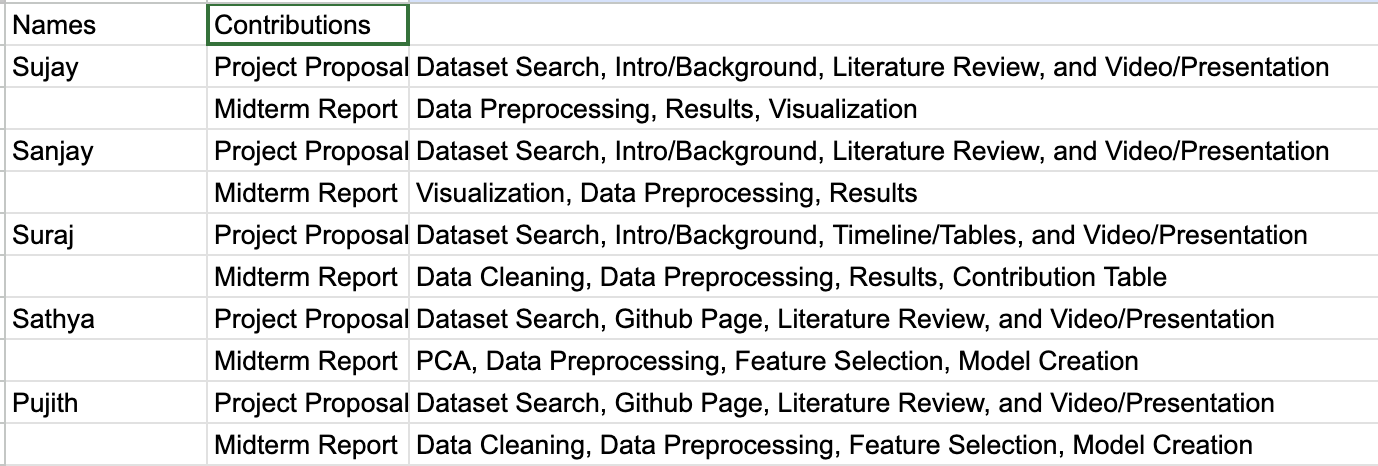 Names Contributions
Sujay Project Proposal Dataset Search, Intro/Background, Literature Review, and Video/Presentation
Midterm Report Data Preprocessing, Results, Visualization
Sanjay Project Proposal Dataset Search, Intro/Background, Literature Review, and Video/Presentation
Midterm Report Visualization, Data Preprocessing, Results
Suraj Project Proposal Dataset Search, Intro/Background, Timeline/Tables, and Video/Presentation
Midterm Report Data Cleaning, Data Preprocessing, Results, Contribution Table
Sathya Project Proposal Dataset Search, Github Page, Literature Review, and Video/Presentation
Midterm Report PCA, Data Preprocessing, Feature Selection, Model Creation
Pujith Project Proposal Dataset Search, Github Page, Literature Review, and Video/Presentation
Midterm Report Data Cleaning, Data Preprocessing, Feature Selection, Model Creation